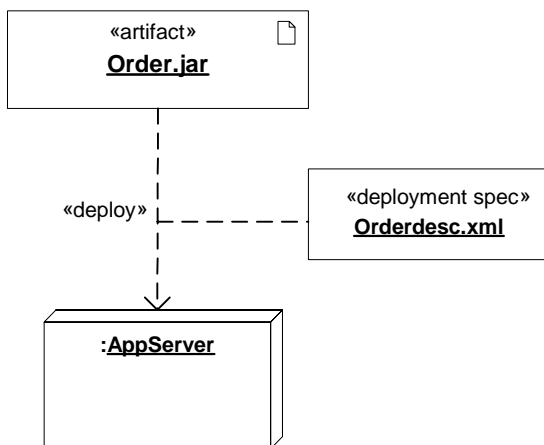 «artifact»
Order.jar
«deploy»
«deployment spec»
Orderdesc.xml
:AppServer